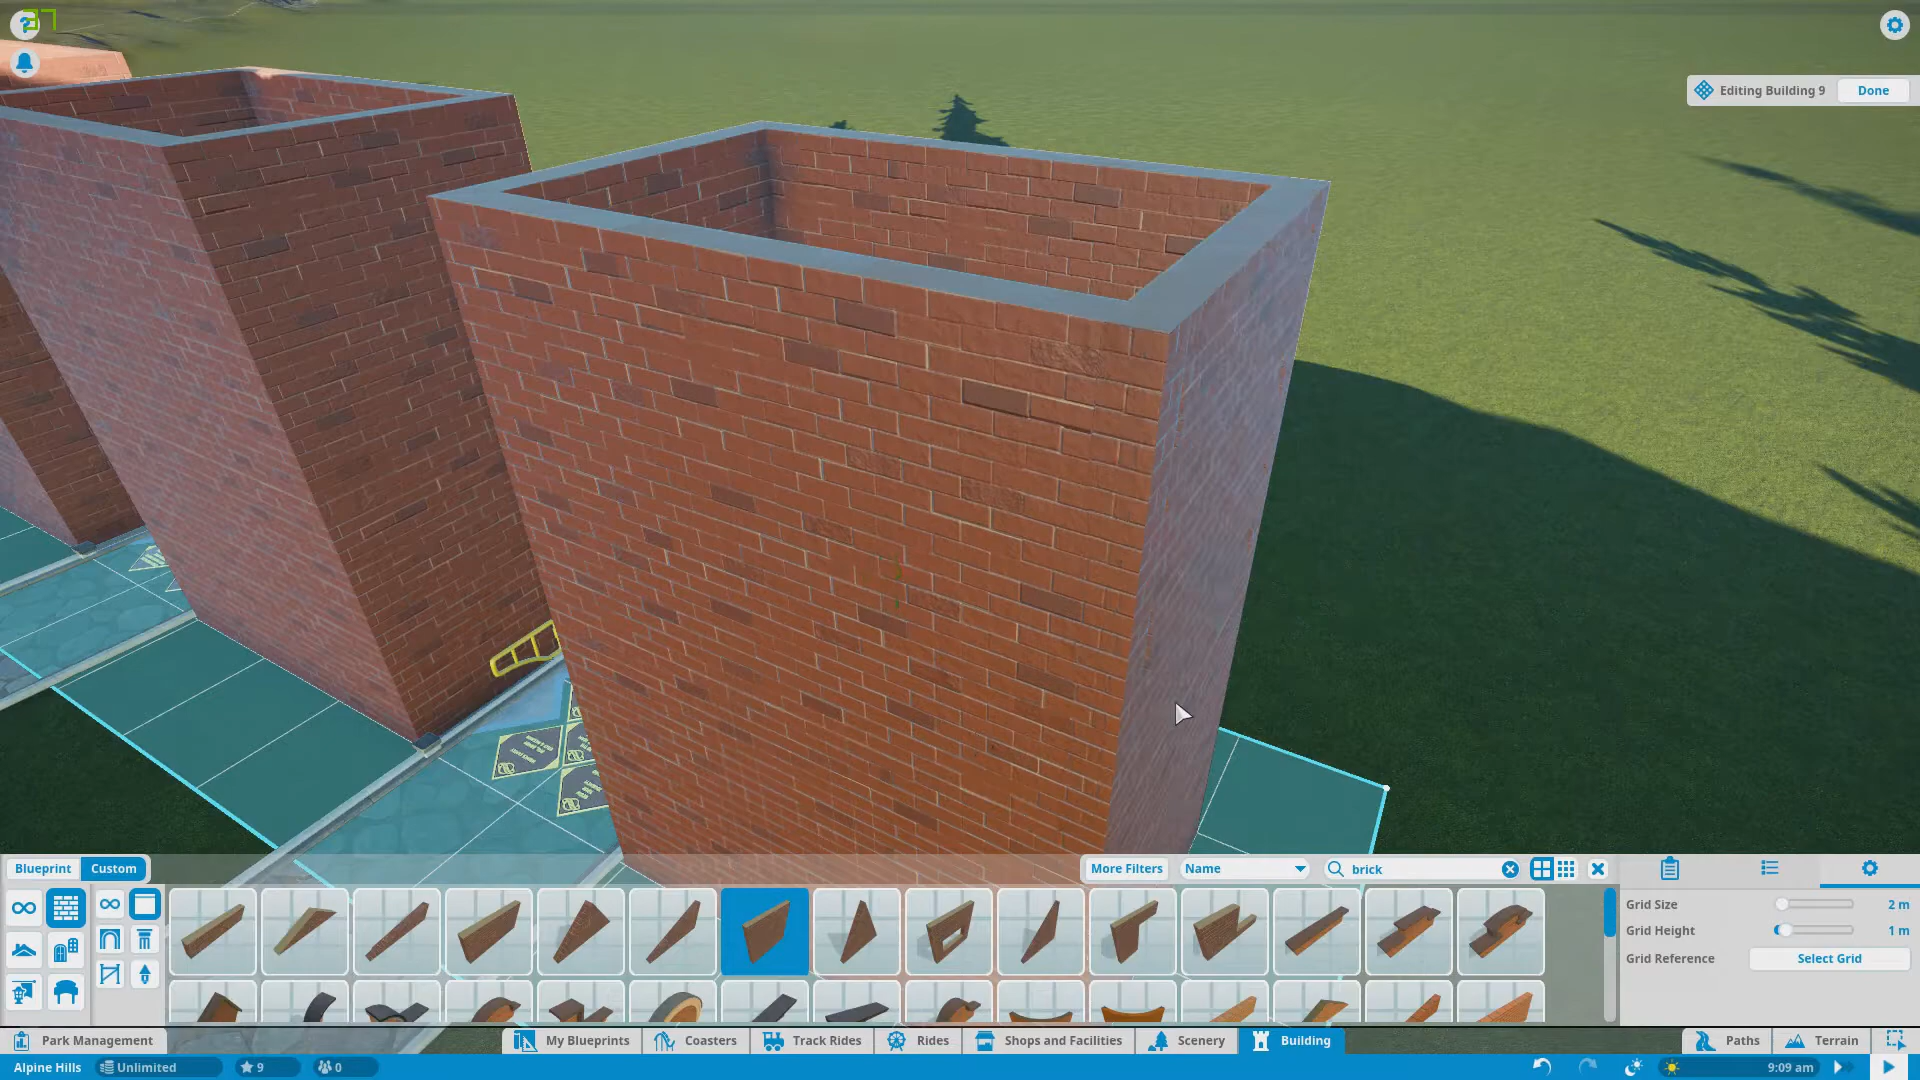 37
?
Editing Building 9
Done
Blueprint
Custom
More Filters
Name
brick
Grid Size
2 m
Grid Height
1 m
Grid Reference
Select Grid
Park Management
My Blueprints
Coasters
Track Rides
Rides
Shops and Facilities
Scenery
Building
Paths
Terrain
Alpine Hills
Unlimited
9
0
9:09 am